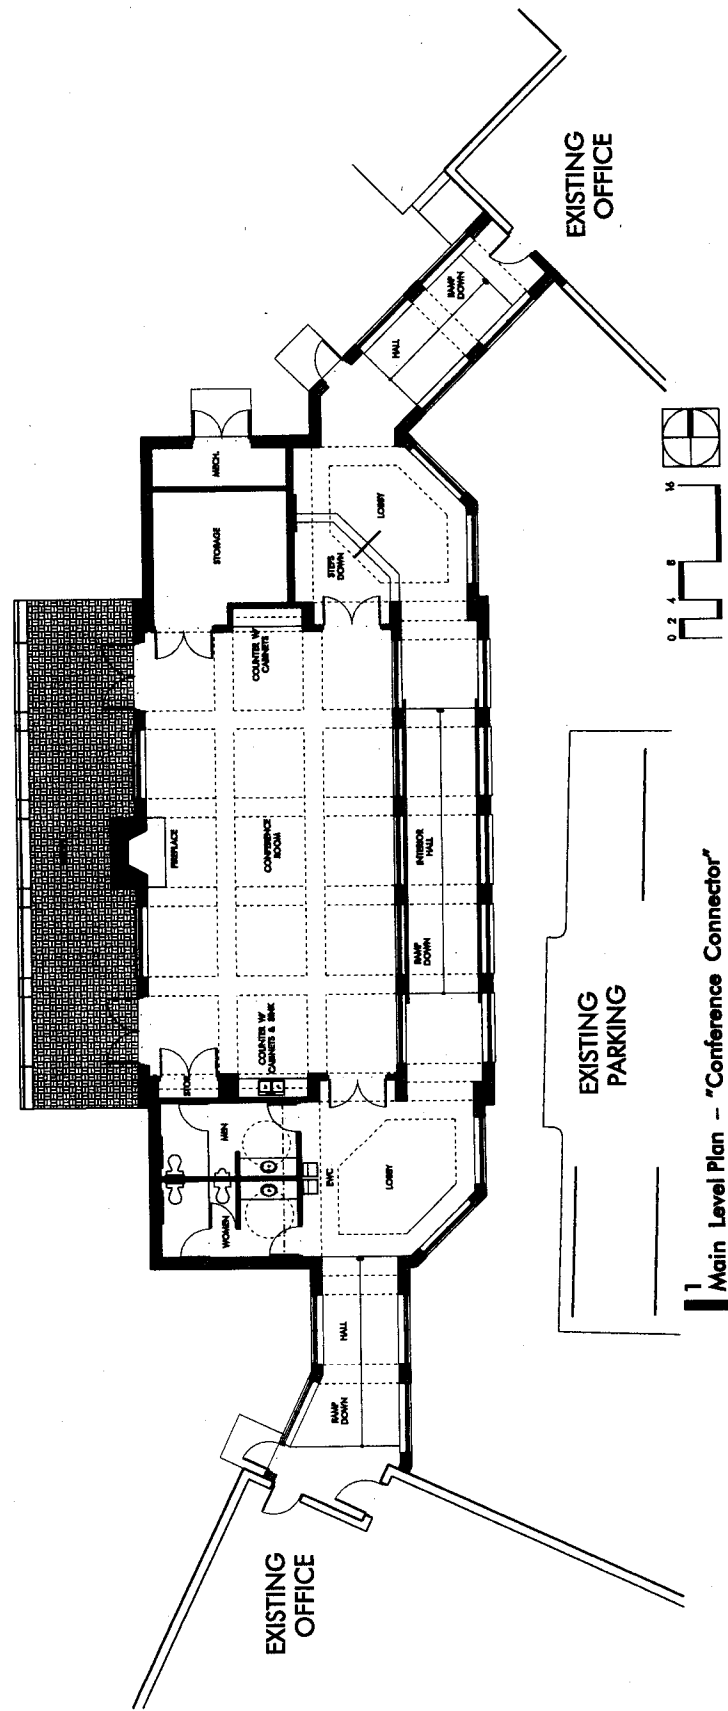 EXISTING
OFFICE
RAMP
DOWN
HALL
MECH.
STORAGE
LOBBY
STEPS
DOWN
COUNTER W/
CABINETS
FIREPLACE
CONFERENCE
ROOM
INTERIOR
HALL
RAMP
DOWN
STOR.
COUNTER W/
CABINETS & SINK
MEN
WOMEN
EWC
LOBBY
HALL
RAMP
DOWN
EXISTING
OFFICE
EXISTING
PARKING
0 2 4 8 16
1
Main Level Plan – "Conference Connector"